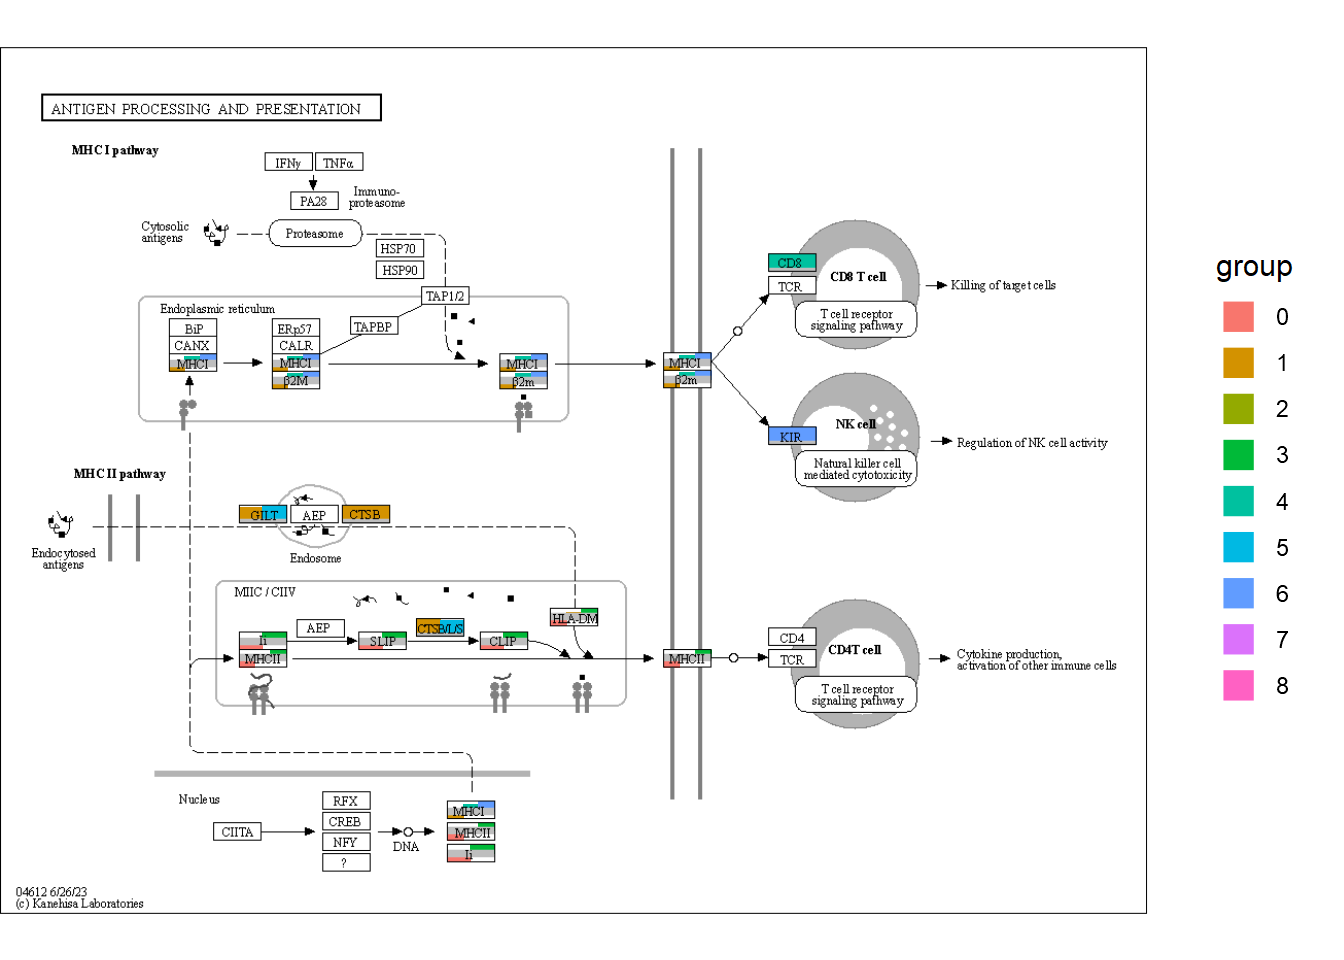 ANTIGEN PROCESSING AND PRESENTATION
MHC I pathway
IFNγ
TNFα
PA28
Immuno-
proteasome
Cytosolic
antigens
Proteasome
HSP70
HSP90
TAP1/2
Endoplasmic reticulum
BiP
CANX
MHCI
ERp57
CALR
MHCI
β2M
TAPBP
MHCI
β2m
MHCI
β2m
CD8
TCR
CD8 T cell
T cell receptor
signaling pathway
Killing of target cells
KIR
NK cell
Natural killer cell
mediated cytotoxicity
Regulation of NK cell activity
MHC II pathway
Endocytosed
antigens
GILT
AEP
CTSB
Endosome
MIIC / CIIV
Ii
MHCII
AEP
SLIP
CTSB/L/S
CLIP
HLA-DM
MHCII
CD4
TCR
CD4T cell
T cell receptor
signaling pathway
Cytokine production,
activation of other immune cells
Nucleus
CIITA
RFX
CREB
NFY
?
DNA
MHCI
MHCII
Ii
04612 6/26/23
(c) Kanehisa Laboratories
group
0
1
2
3
4
5
6
7
8